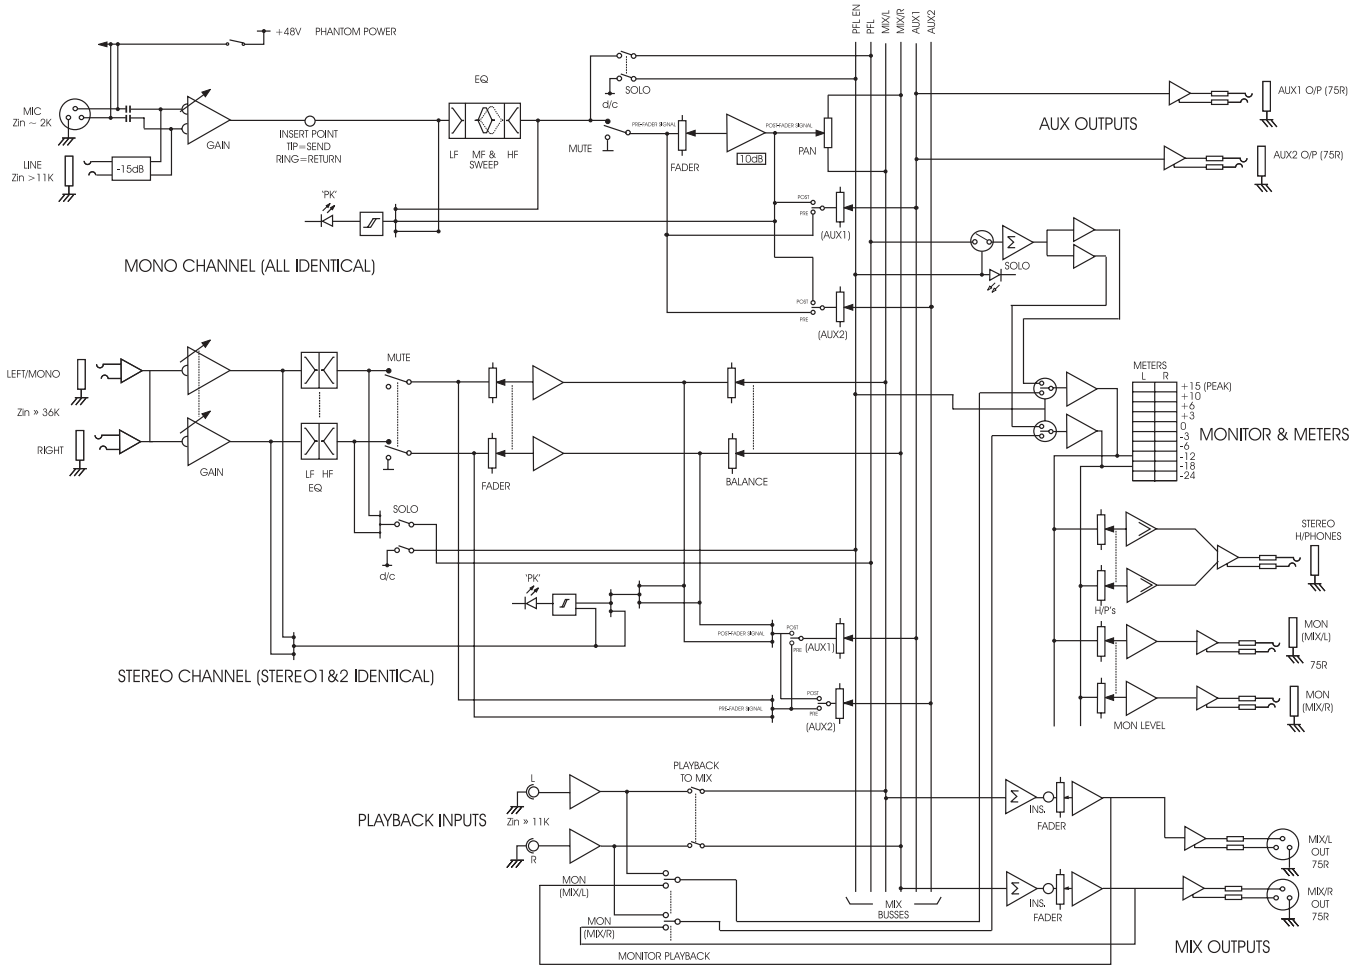 +48V PHANTOM POWER
MIC
Zin ~ 2K
LINE
Zin >11K
-15dB
GAIN
INSERT POINT
TIP=SEND
RING=RETURN
EQ
LF MF & HF
SWEEP
'PK'
d/c
SOLO
MUTE
PRE-FADER SIGNAL
FADER
10dB
POST-FADER SIGNAL
PAN
POST
PRE
(AUX1)
POST
PRE
(AUX2)
MONO CHANNEL (ALL IDENTICAL)
PFL EN
PFL
MIX/L
MIX/R
AUX1
AUX2
AUX1 O/P (75R)
AUX OUTPUTS
AUX2 O/P (75R)
SOLO
LEFT/MONO
Zin » 36K
RIGHT
GAIN
LF HF
EQ
MUTE
FADER
BALANCE
SOLO
d/c
'PK'
POST-FADER SIGNAL
POST
PRE
(AUX1)
PRE-FADER SIGNAL
POST
PRE
(AUX2)
STEREO CHANNEL (STEREO1&2 IDENTICAL)
METERS
L R
+15 (PEAK)
+10
+6
+3
0
-3
-6
-12
-18
-24
MONITOR & METERS
STEREO
H/PHONES
H/P's
MON
(MIX/L)
75R
MON
(MIX/R)
MON LEVEL
PLAYBACK INPUTS
L
Zin » 11K
R
PLAYBACK
TO MIX
MON
(MIX/L)
MON
(MIX/R)
MONITOR PLAYBACK
MIX
BUSSES
Σ
Σ
INS.
FADER
Σ
INS.
FADER
MIX/L
OUT
75R
MIX/R
OUT
75R
MIX OUTPUTS